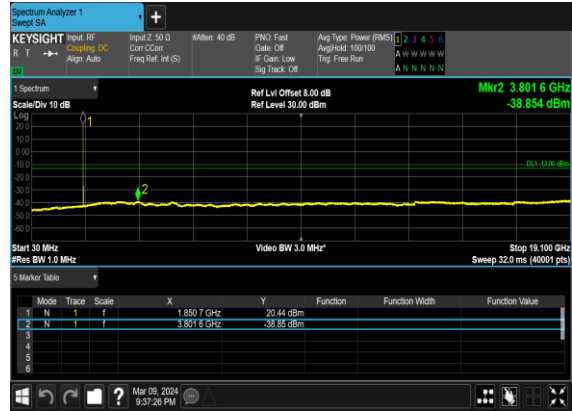 Spectrum Analyzer 1
Swept SA
+
KEYSIGHT Input: RF Input Z: 50 Ω #Atten: 40 dB PNO: Fast Avg Type: Power (RMS) 1 2 3 4 5 6
R T Coupling: DC Corr CCorr Gate: Off Avg|Hold: 100/100 A W W W W W
Align: Auto Freq Ref: Int (S) IF Gain: Low Trig: Free Run
Sig Track: Off A N N N N N
1 Spectrum
Scale/Div 10 dB
Ref Lvl Offset 8.00 dB
Ref Level 30.00 dBm
Mkr2 3.801 6 GHz
-38.854 dBm
Log
20.0
10.0
0.00
-10.0
-20.0
-30.0
-40.0
-50.0
-60.0
1
2
DL1 -13.00 dBm
Start 30 MHz Video BW 3.0 MHz* Stop 19.100 GHz
#Res BW 1.0 MHz Sweep 32.0 ms (40001 pts)
5 Marker Table
Mode Trace Scale X Y Function Function Width Function Value
1 N 1 f 1.850 7 GHz 20.44 dBm
2 N 1 f 3.801 6 GHz -38.85 dBm
3
4
5
6
? Mar 09, 2024
9:37:26 PM